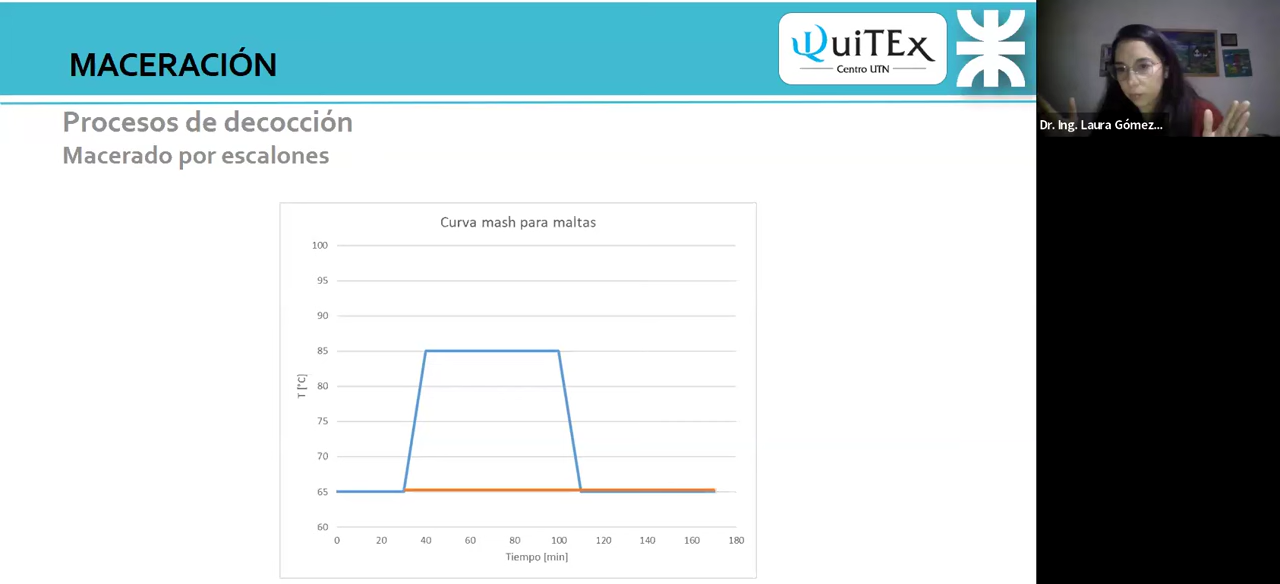 MACERACIÓN
QuiTEx
Centro UTN
Dr. Ing. Laura Gómez...
Procesos de decocción
Macerado por escalones
Curva mash para maltas
100
95
90
85
80
75
70
65
60
T [°C]
0 20 40 60 80 100 120 140 160 180
Tiempo [min]